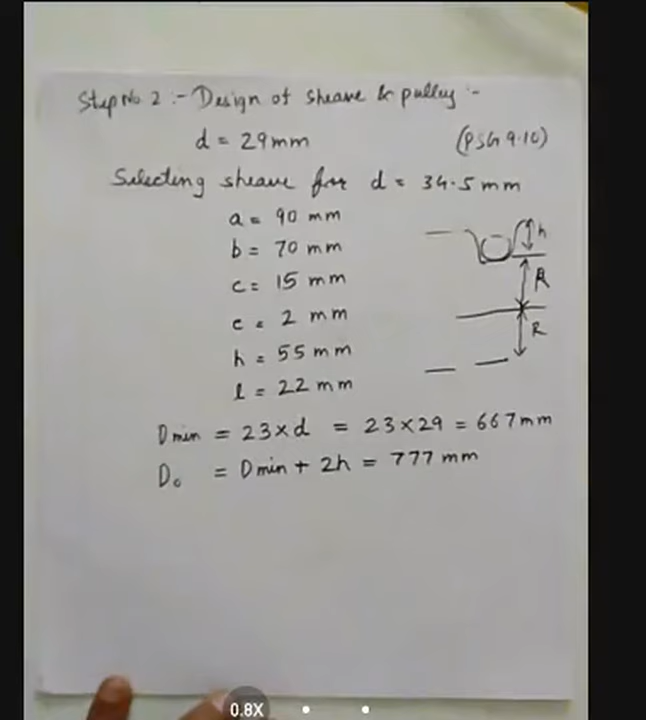 Step No 2 :- Design of sheave & pulley :-
d = 29mm (PSG 9.10)
Selecting sheave for d = 34.5 mm
a = 90 mm
b = 70 mm
c = 15 mm
e = 2 mm
h = 55 mm
l = 22 mm
h
R
R
Dmin = 23×d = 23×29 = 667mm
Do = Dmin + 2h = 777 mm
0.8X